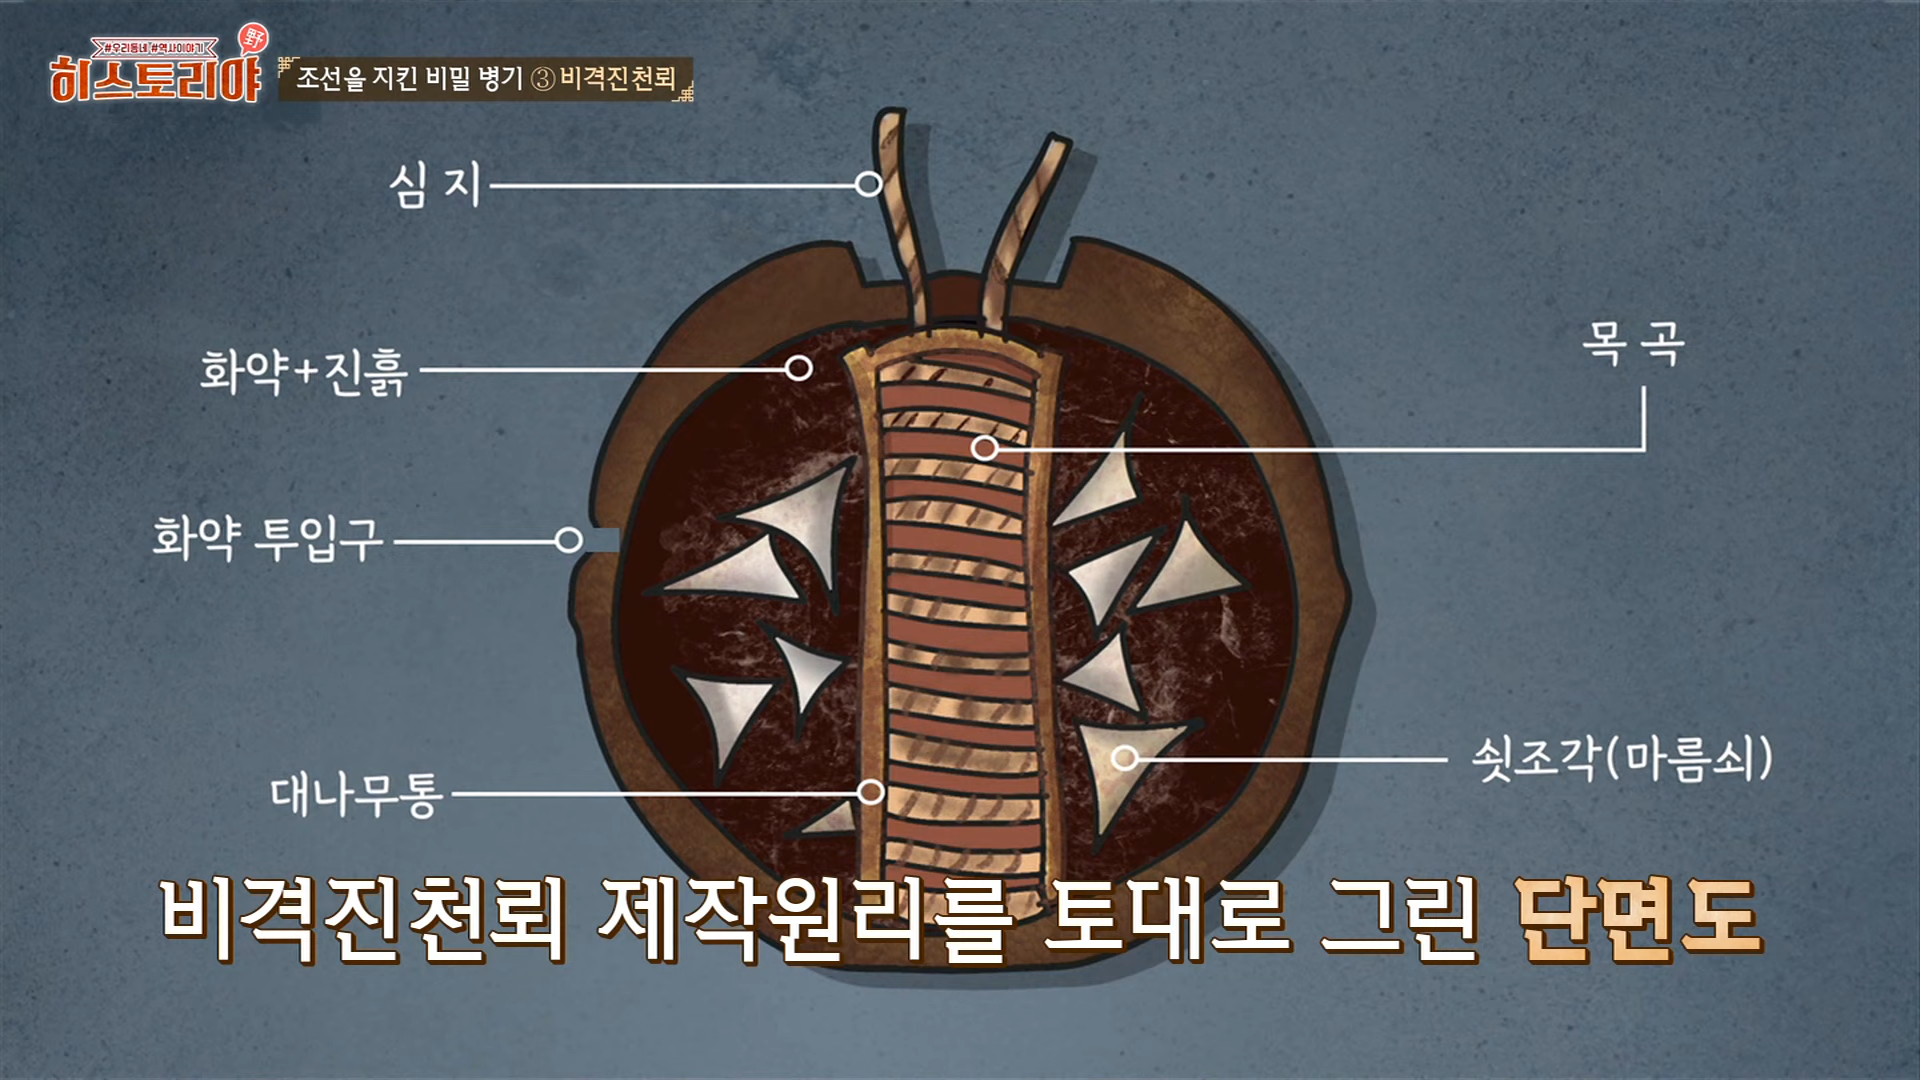 #우리동네 #역사이야기
野
히스토리야
조선을 지킨 비밀 병기 ③ 비격진천뢰
심 지
화약+진흙
목 곡
화약 투입구
쇳조각(마름쇠)
대나무통
비격진천뢰 제작원리를 토대로 그린 단면도